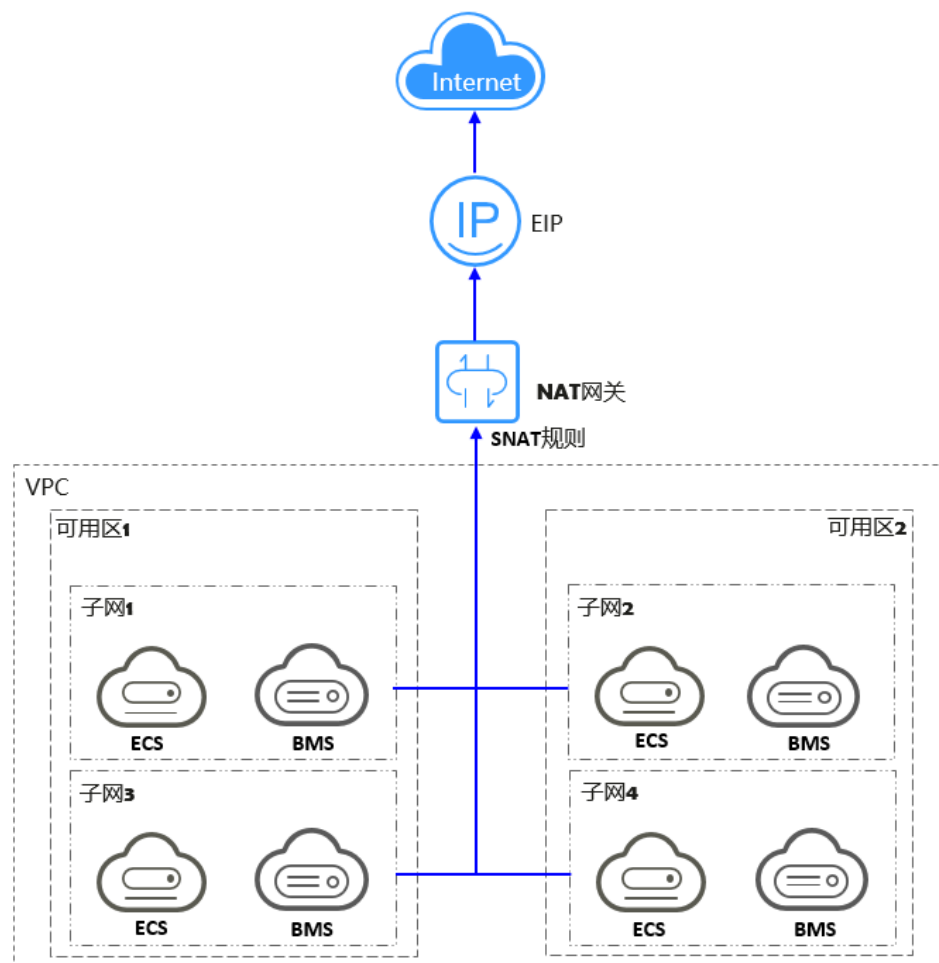 Internet
IP
EIP
NAT网关
SNAT规则
VPC
可用区1
可用区2
子网1
子网2
ECS
BMS
ECS
BMS
子网3
子网4
ECS
BMS
ECS
BMS